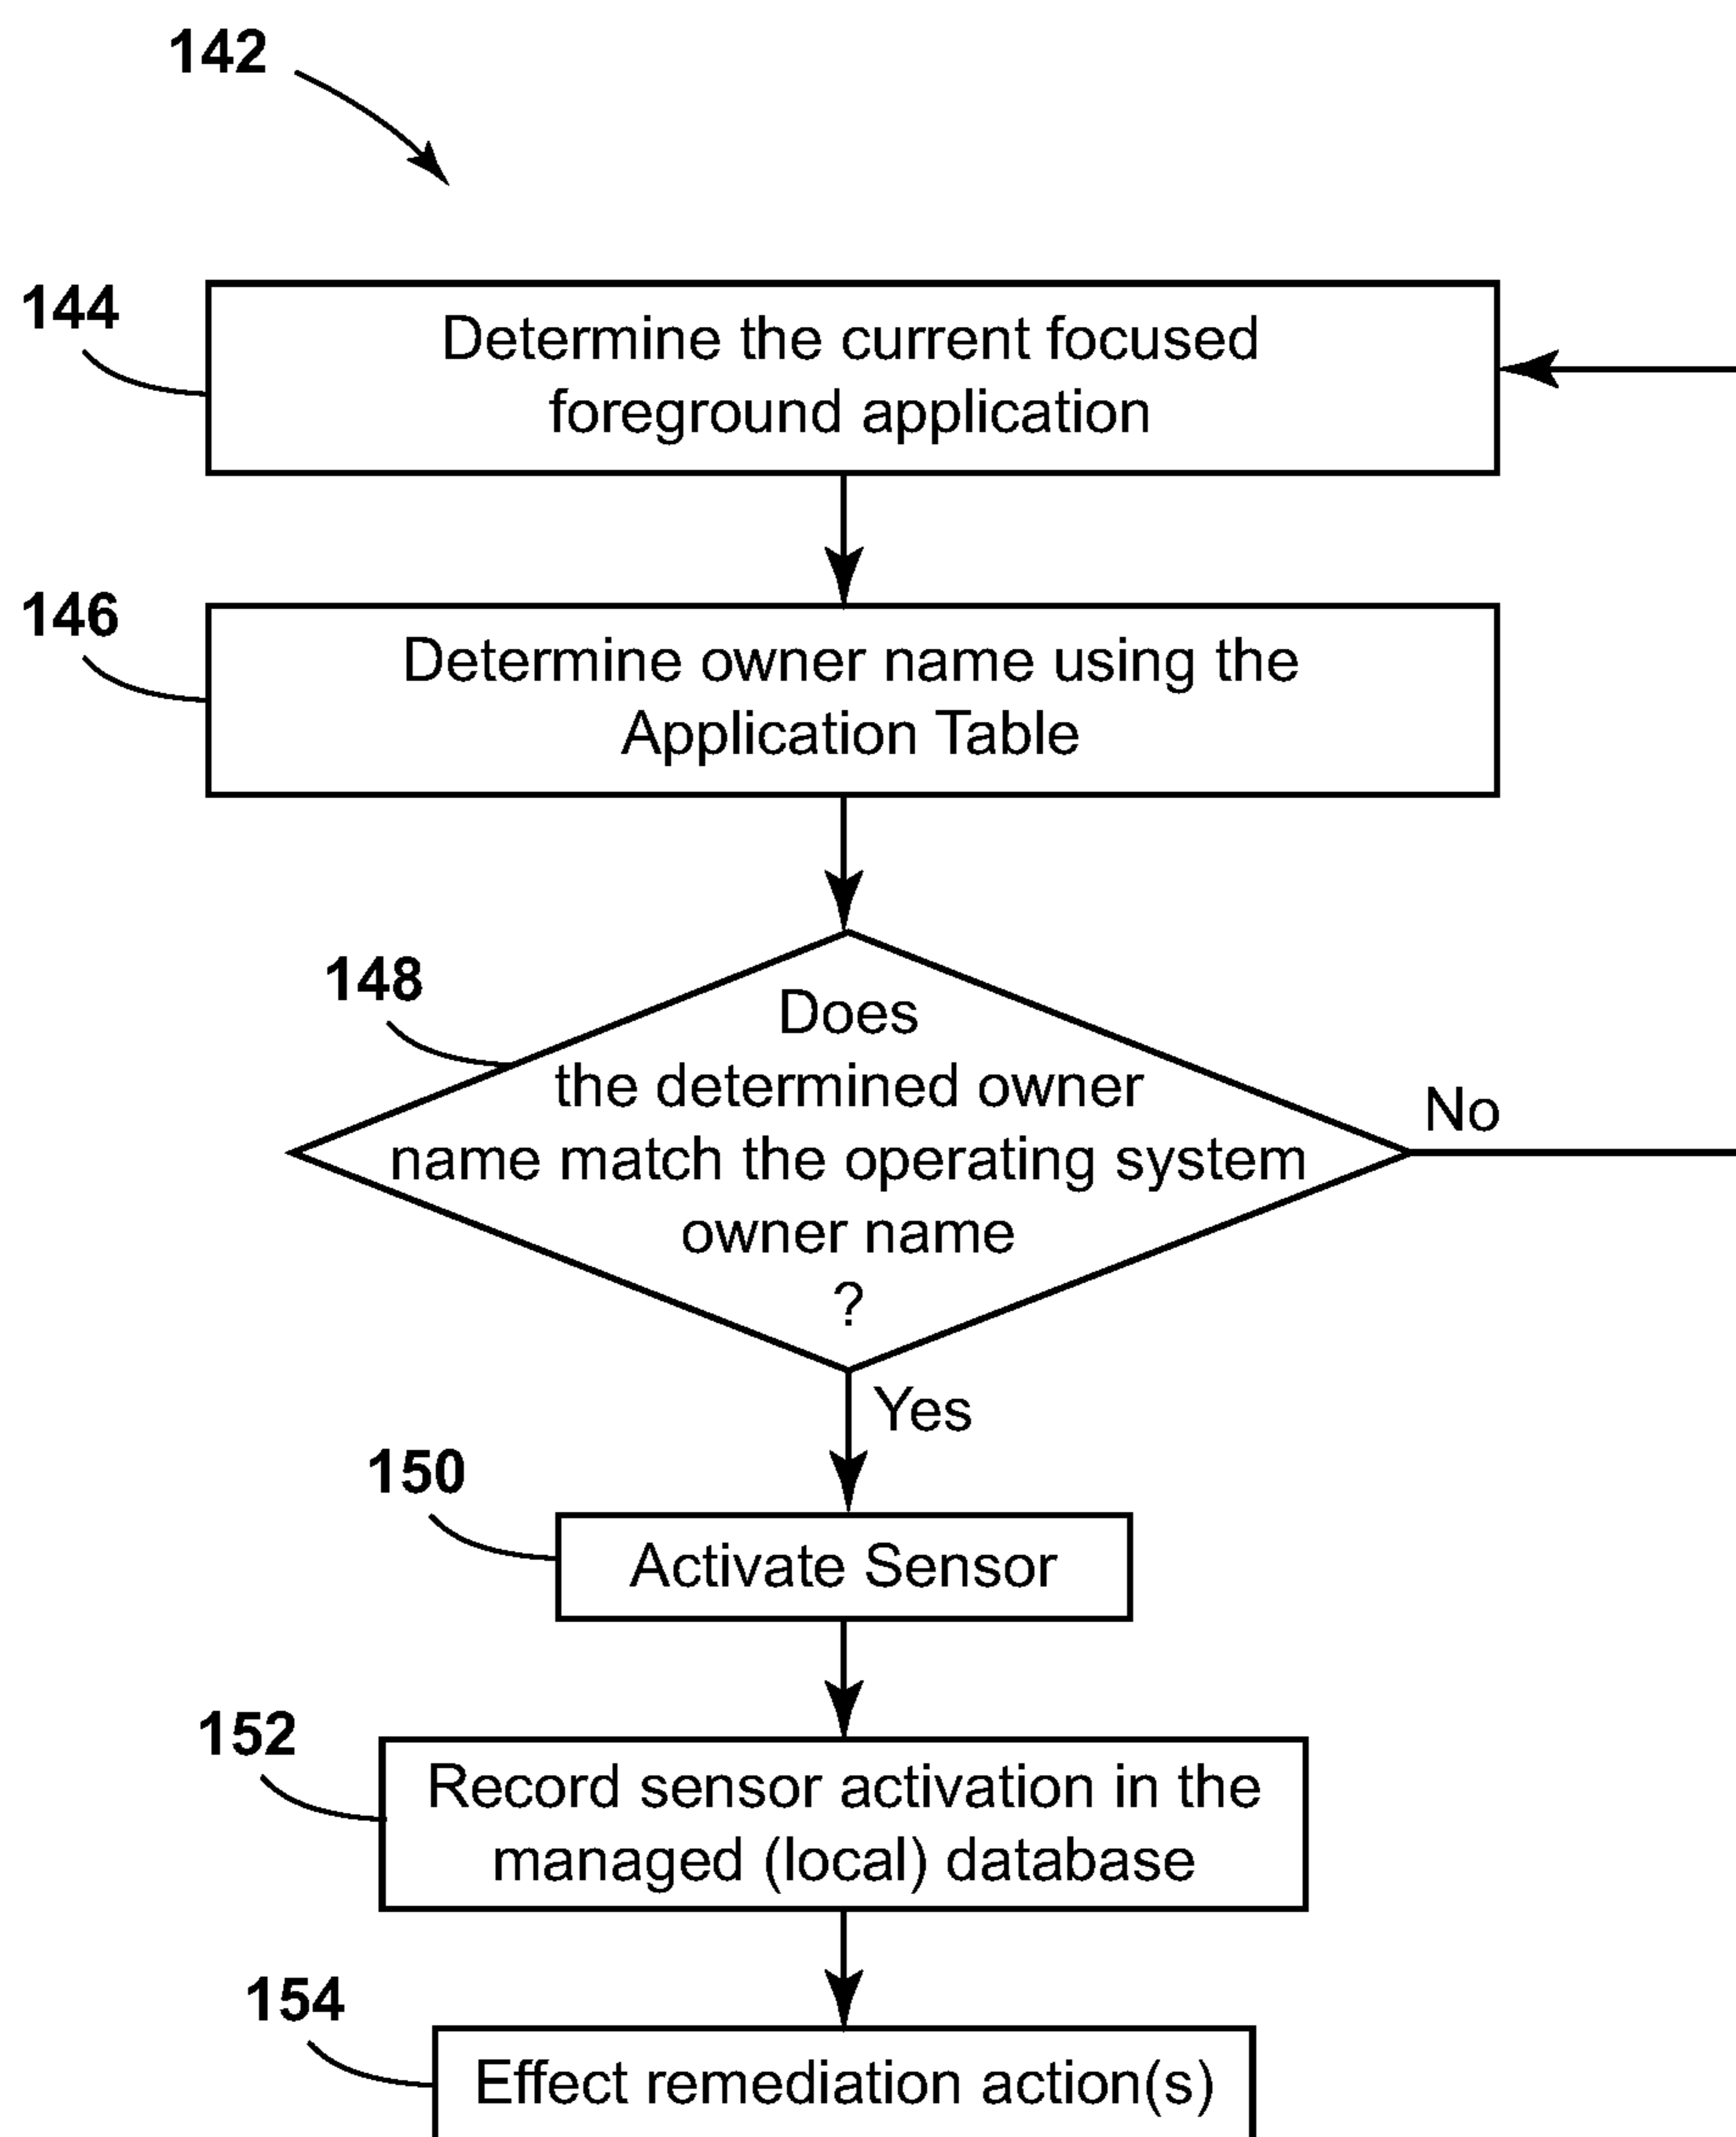 142
144
Determine the current focused
foreground application
146
Determine owner name using the
Application Table
148
Does
the determined owner
name match the operating system
owner name
?
No
Yes
150
Activate Sensor
152
Record sensor activation in the
managed (local) database
154
Effect remediation action(s)